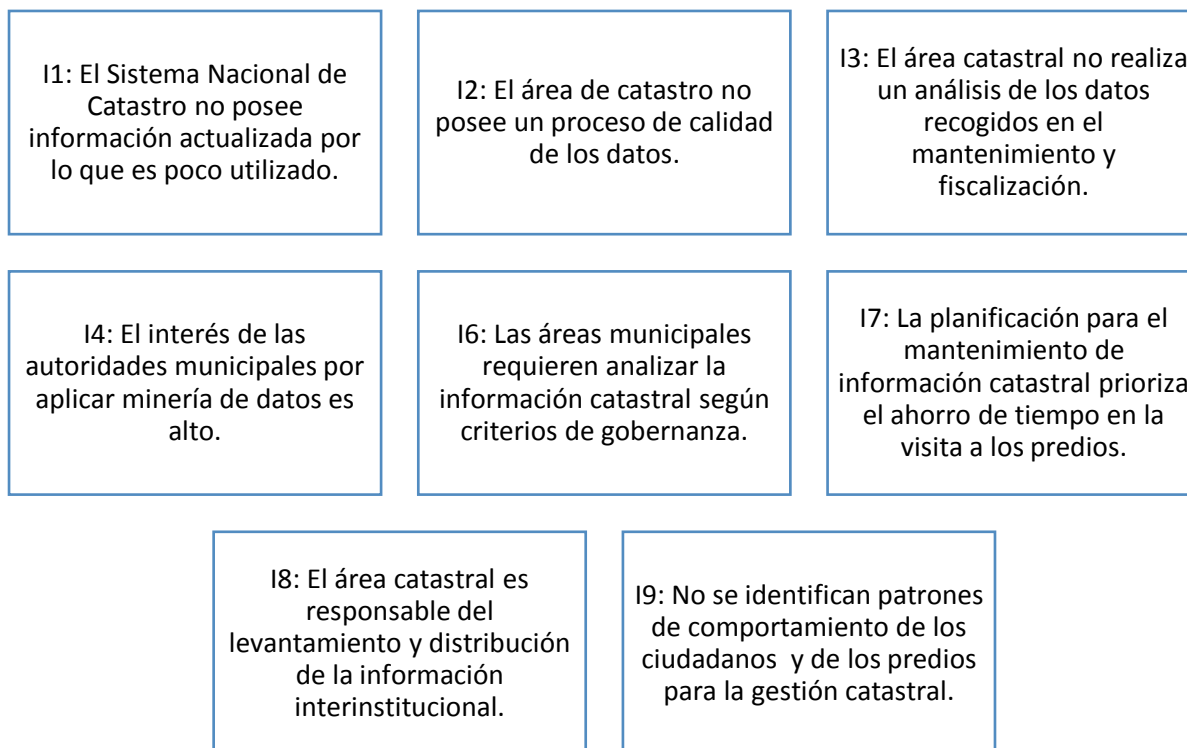 I1: El Sistema Nacional de
Catastro no posee
información actualizada por
lo que es poco utilizado.
I2: El área de catastro no
posee un proceso de calidad
de los datos.
I3: El área catastral no realiza
un análisis de los datos
recogidos en el
mantenimiento y
fiscalización.
I4: El interés de las
autoridades municipales por
aplicar minería de datos es
alto.
I6: Las áreas municipales
requieren analizar la
información catastral según
criterios de gobernanza.
I7: La planificación para el
mantenimiento de
información catastral prioriza
el ahorro de tiempo en la
visita a los predios.
I8: El área catastral es
responsable del
levantamiento y distribución
de la información
interinstitucional.
I9: No se identifican patrones
de comportamiento de los
ciudadanos y de los predios
para la gestión catastral.